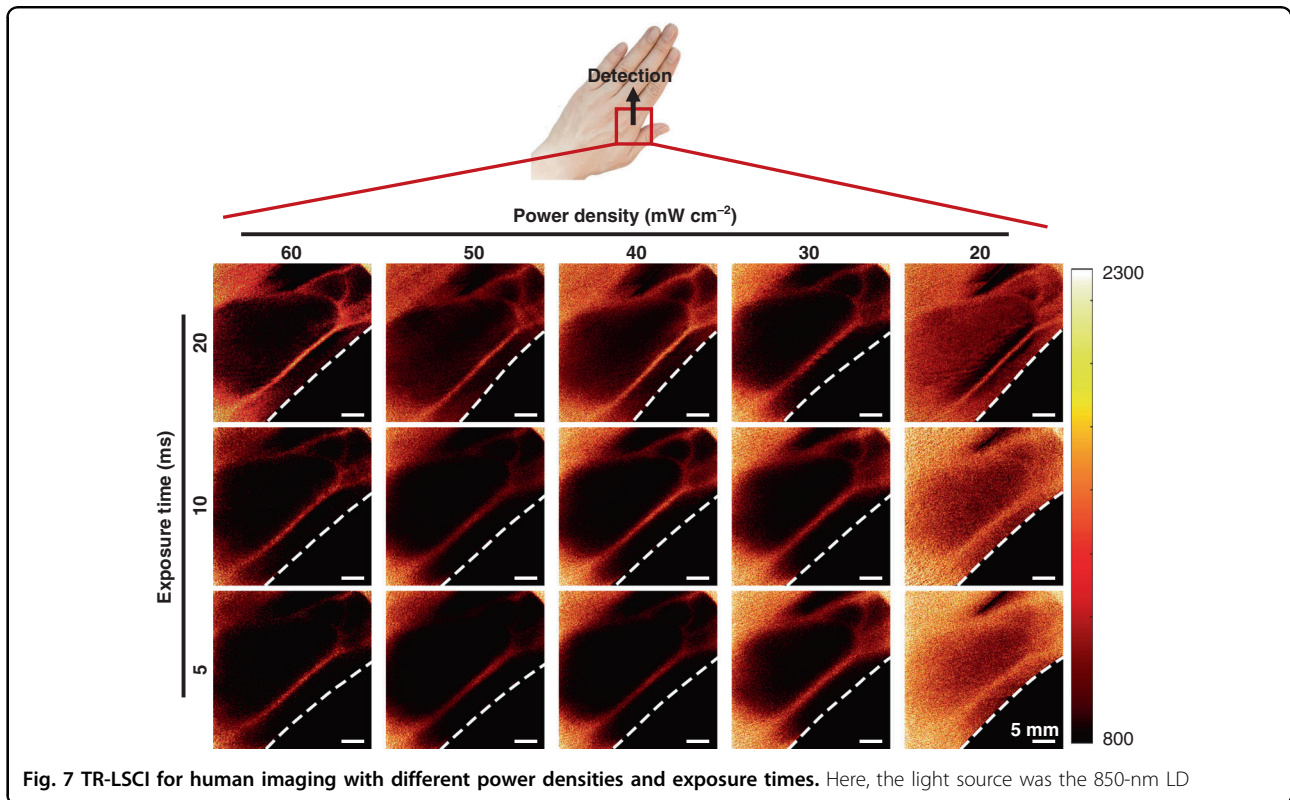 Detection
Power density (mW cm⁻²)
60 50 40 30 20
2300
Exposure time (ms)
20
10
5
5 mm
800
Fig. 7 TR-LSCI for human imaging with different power densities and exposure times. Here, the light source was the 850-nm LD